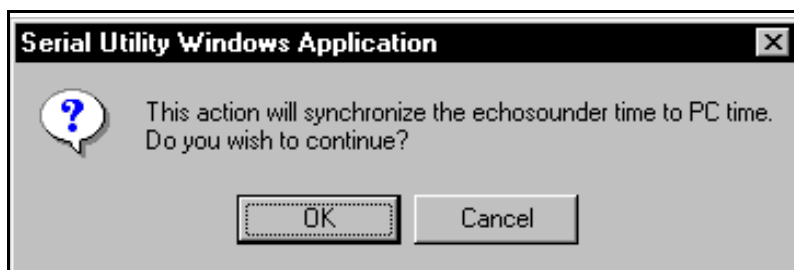 Serial Utility Windows Application
This action will synchronize the echosounder time to PC time.
Do you wish to continue?
OK Cancel